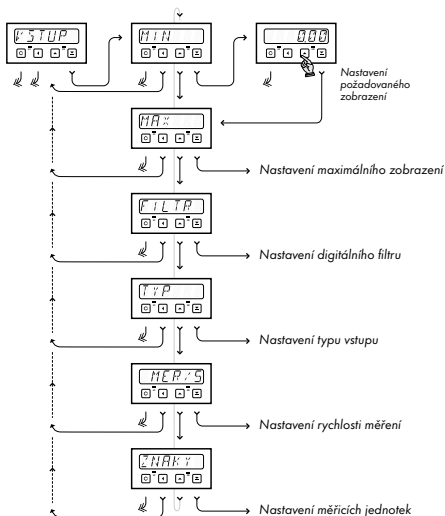 VSTUP
MIN
0.00
Nastavení
požadovaného
zobrazení
MAX
Nastavení maximálního zobrazení
FILTR
Nastavení digitálního filtru
TYP
Nastavení typu vstupu
MER/S
Nastavení rychlosti měření
ZNAKY
Nastavení měřicích jednotek